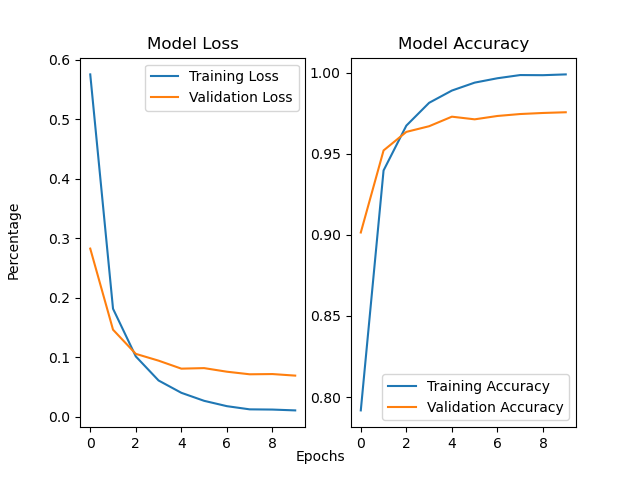 Model Loss
Model Accuracy
Percentage
0.6
0.5
0.4
0.3
0.2
0.1
0.0
Training Loss
Validation Loss
0 2 4 6 8
1.00
0.95
0.90
0.85
0.80
Training Accuracy
Validation Accuracy
0 2 4 6 8
Epochs